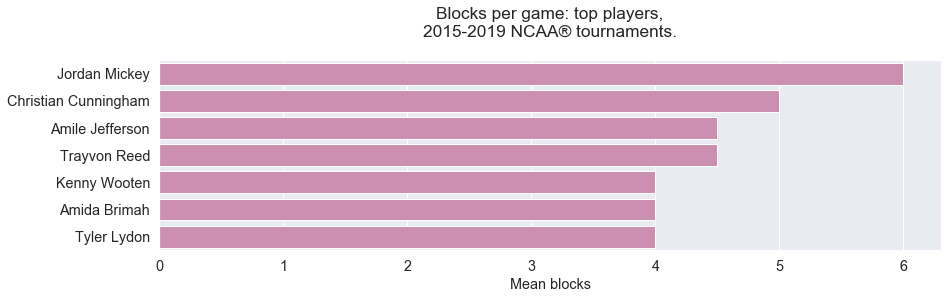 Blocks per game: top players,
2015-2019 NCAA® tournaments.
Jordan Mickey
Christian Cunningham
Amile Jefferson
Trayvon Reed
Kenny Wooten
Amida Brimah
Tyler Lydon
0 1 2 3 4 5 6
Mean blocks